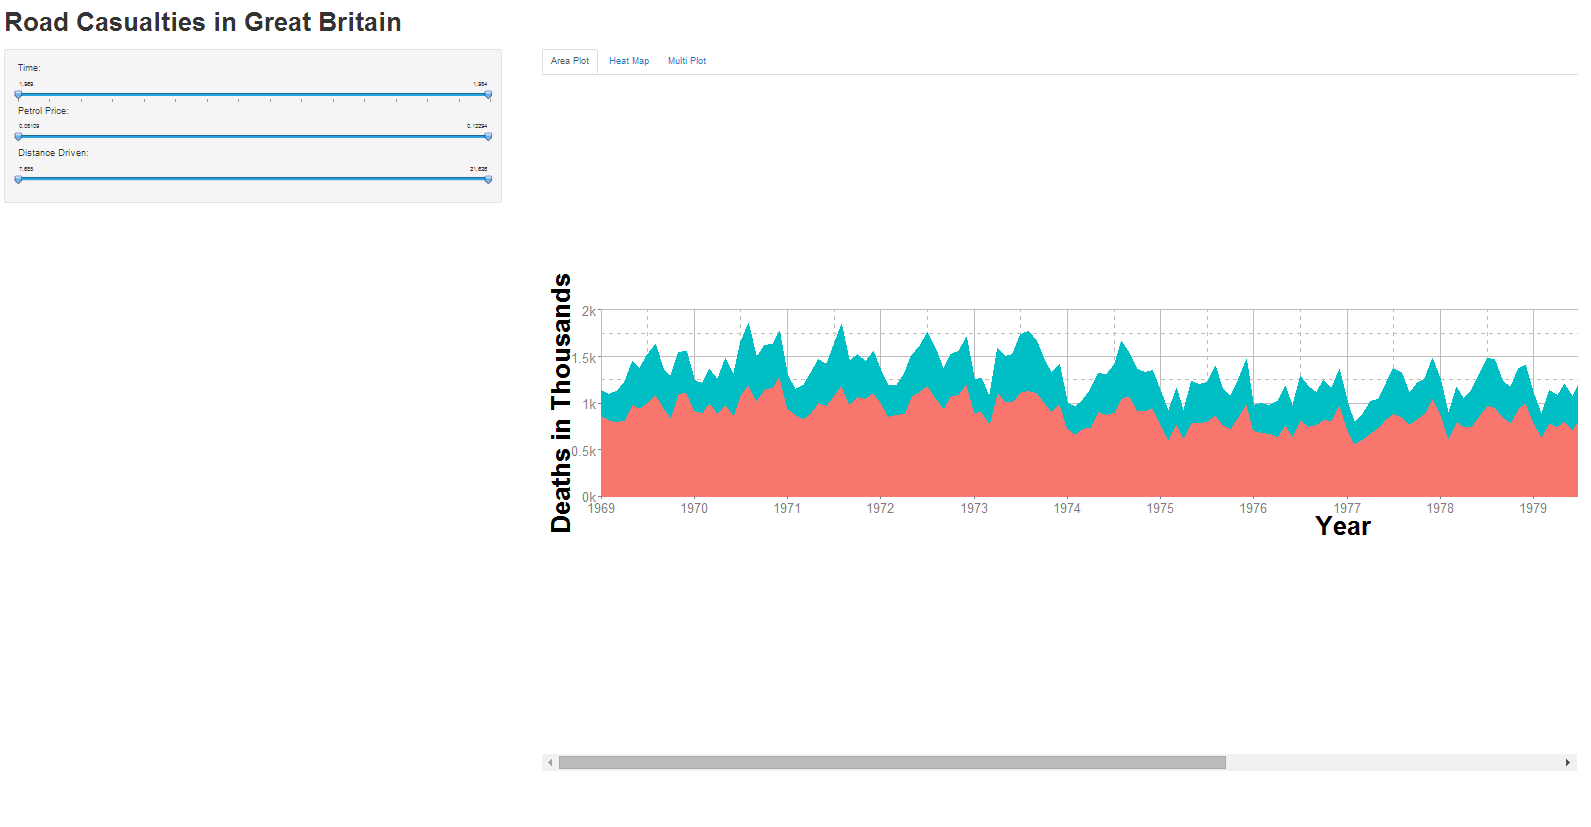 Road Casualties in Great Britain
Time:
1,969 1,984
Petrol Price:
0.08109 0.13294
Distance Driven:
7,685 21,626
Area Plot Heat Map Multi Plot
Deaths in Thousands
2k
1.5k
1k
0.5k
0k
1969 1970 1971 1972 1973 1974 1975 1976 1977 1978 1979
Year